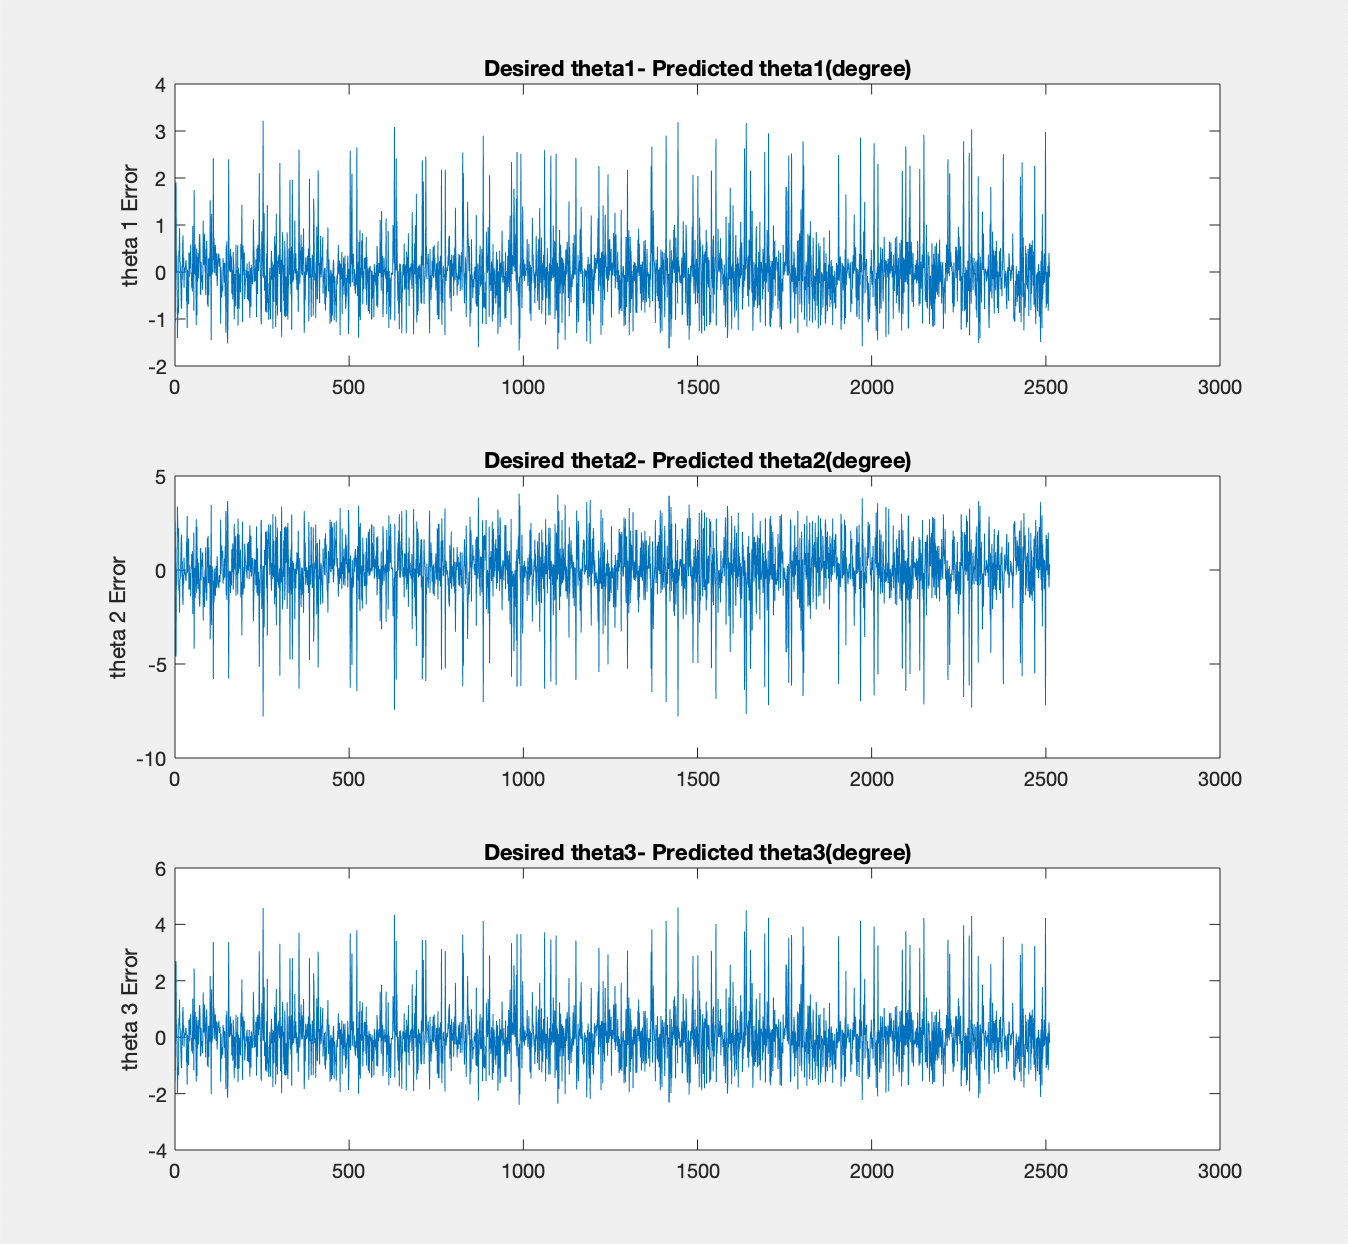 Desired theta1- Predicted theta1(degree)
4
3
2
1
0
-1
-2
theta 1 Error
0 500 1000 1500 2000 2500 3000
Desired theta2- Predicted theta2(degree)
5
0
-5
-10
theta 2 Error
0 500 1000 1500 2000 2500 3000
Desired theta3- Predicted theta3(degree)
6
4
2
0
-2
-4
theta 3 Error
0 500 1000 1500 2000 2500 3000